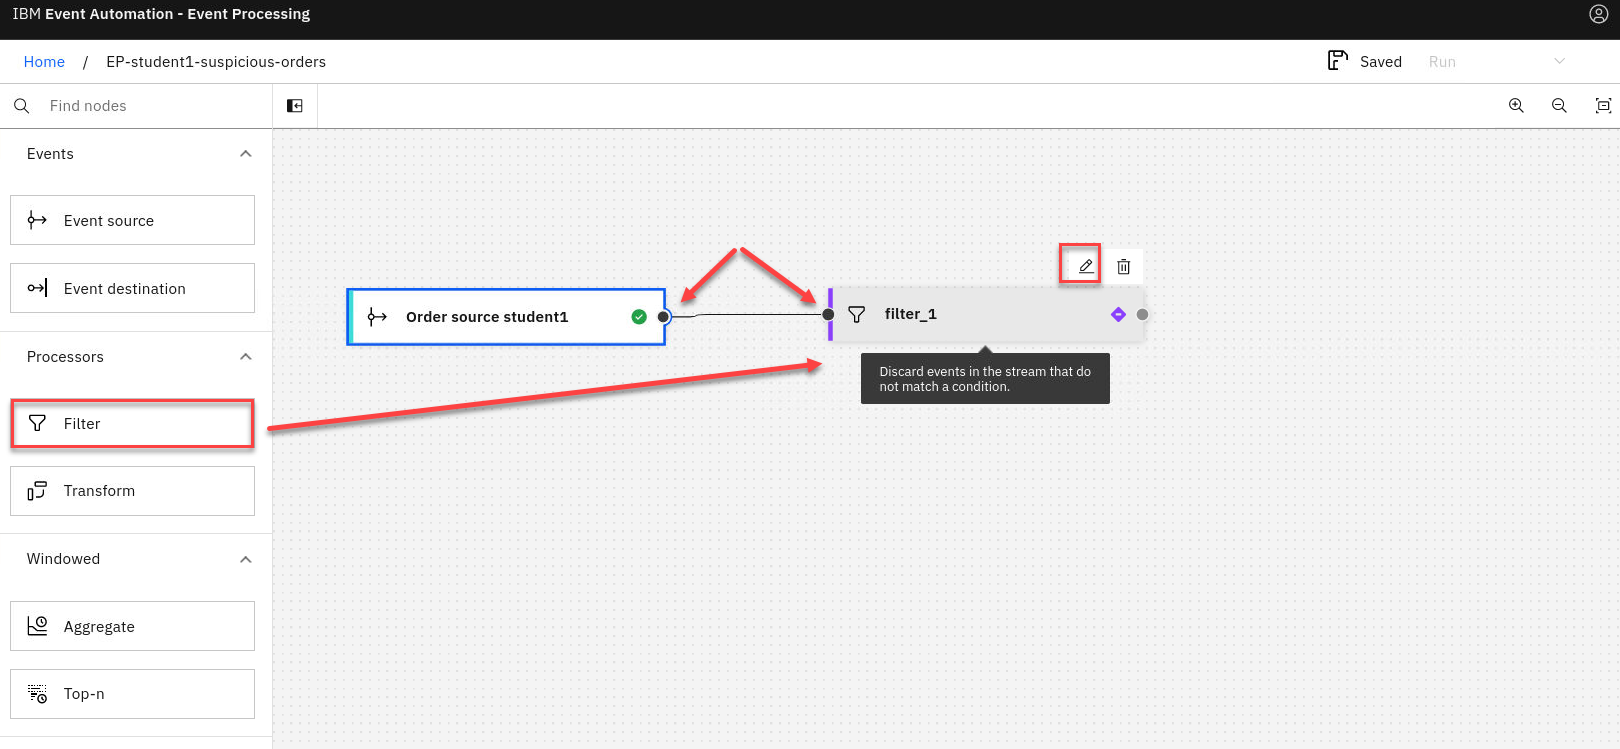 IBM Event Automation - Event Processing
Home / EP-student1-suspicious-orders
Saved Run
Find nodes
Events
Event source
Event destination
Processors
Filter
Transform
Windowed
Aggregate
Top-n
Order source student1
filter_1
Discard events in the stream that do
not match a condition.